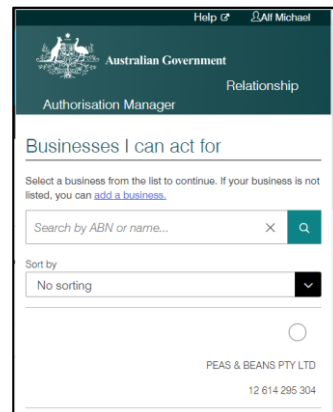 Help Alf Michael
Australian Government
Relationship
Authorisation Manager
Businesses I can act for
Select a business from the list to continue. If your business is not
listed, you can add a business.
Search by ABN or name...
Sort by
No sorting
PEAS & BEANS PTY LTD
12 614 295 304